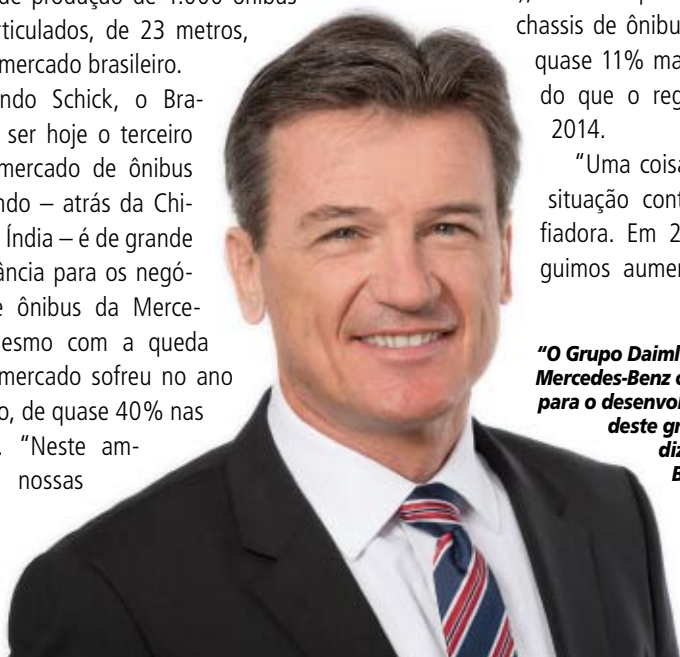 de produção de 1.000 ônibus
ticulados, de 23 metros,
mercado brasileiro.
ndo Schick, o Bra-
ser hoje o terceiro
mercado de ônibus
ndo – atrás da Chi-
Índia – é de grande
ância para os negó-
e ônibus da Merce-
esmo com a queda
mercado sofreu no ano
o, de quase 40% nas
“Neste am-
nossas
chassis de ônibu
quase 11% ma
do que o reg
2014.
“Uma coisa
situação cont
fiadora. Em 2
guimos aumer
“O Grupo Daiml
Mercedes-Benz c
para o desenvol
deste gr
diz
B